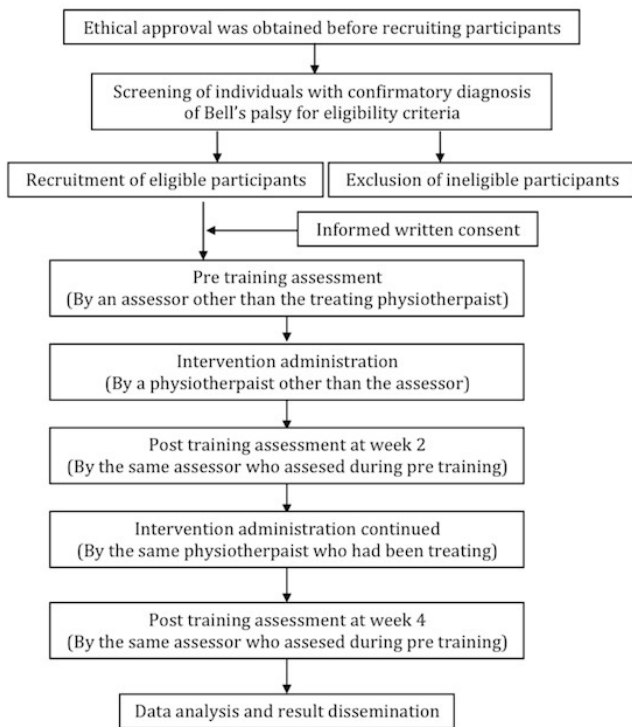 Ethical approval was obtained before recruiting participants
Screening of individuals with confirmatory diagnosis
of Bell's palsy for eligibility criteria
Recruitment of eligible participants
Exclusion of ineligible participants
Informed written consent
Pre training assessment
(By an assessor other than the treating physiotherpaist)
Intervention administration
(By a physiotherpaist other than the assessor)
Post training assessment at week 2
(By the same assessor who assesed during pre training)
Intervention administration continued
(By the same physiotherpaist who had been treating)
Post training assessment at week 4
(By the same assessor who assesed during pre training)
Data analysis and result dissemination